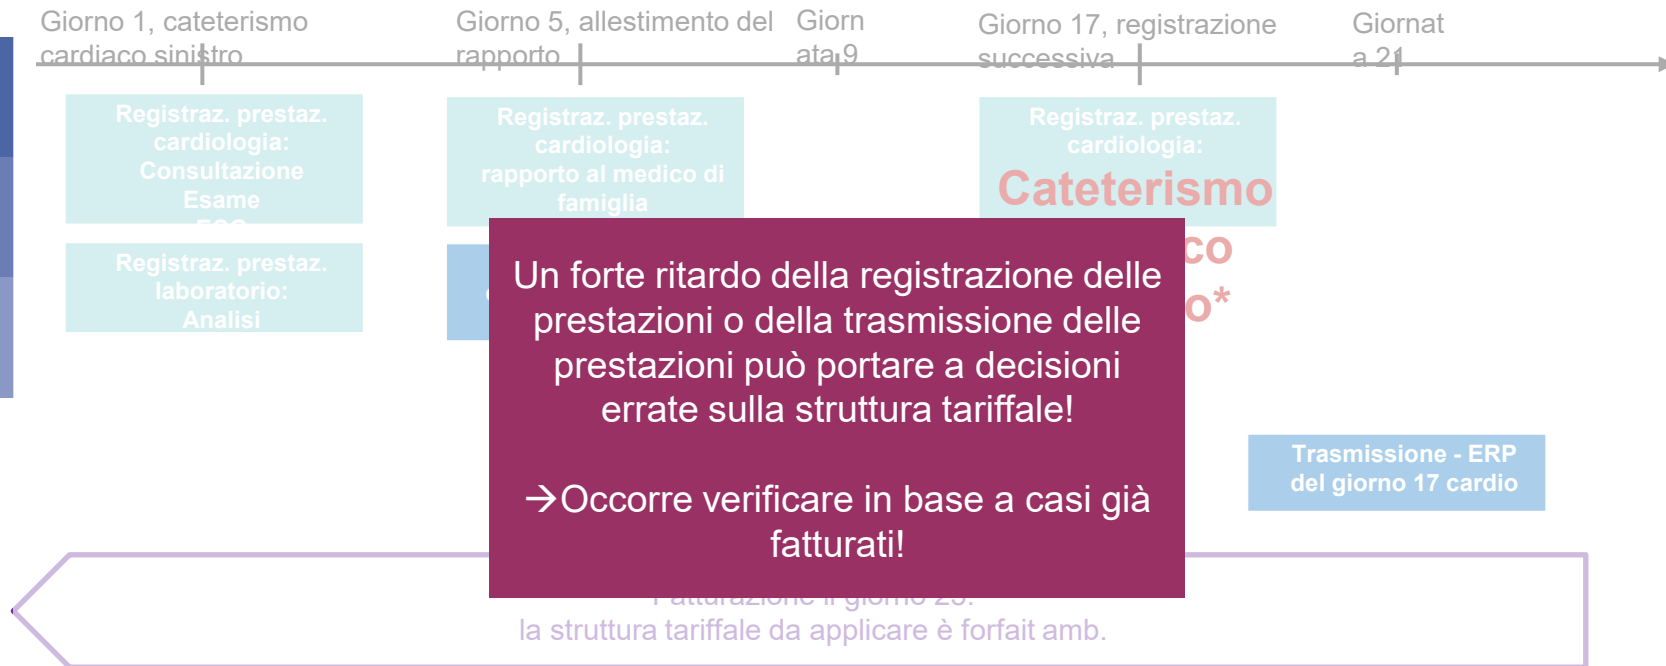 Giorno 1, cateterismo
cardiaco sinistro
Giorno 5, allestimento del
rapporto
Giorn
ata 9
Giorno 17, registrazione
successiva
Giornat
a 21
Registraz. prestaz.
cardiologia:
Consultazione
Esame
Registraz. prestaz.
cardiologia:
rapporto al medico di
famiglia
Registraz. prestaz.
cardiologia:
Cateterismo
co
o*
Registraz. prestaz.
laboratorio:
Analisi
Un forte ritardo della registrazione delle
prestazioni o della trasmissione delle
prestazioni può portare a decisioni
errate sulla struttura tariffale!
→Occorre verificare in base a casi già
fatturati!
Trasmissione - ERP
del giorno 17 cardio
Fatturazione il giorno
la struttura tariffale da applicare è forfait amb.